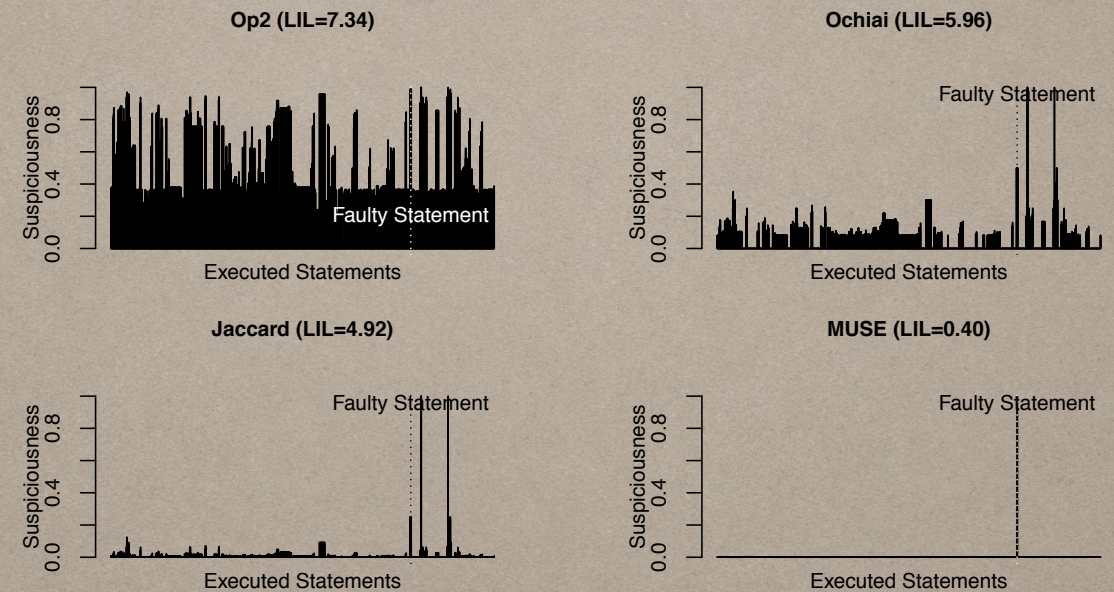 Op2 (LIL=7.34)
Suspiciousness
0.0 0.4 0.8
Faulty Statement
Executed Statements
Ochiai (LIL=5.96)
Suspiciousness
0.0 0.4 0.8
Faulty Statement
Executed Statements
Jaccard (LIL=4.92)
Suspiciousness
0.0 0.4 0.8
Faulty Statement
Executed Statements
MUSE (LIL=0.40)
Suspiciousness
0.0 0.4 0.8
Faulty Statement
Executed Statements